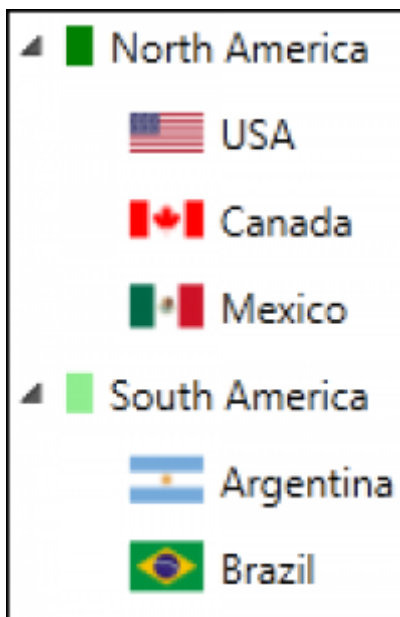 North America
USA
Canada
Mexico
South America
Argentina
Brazil